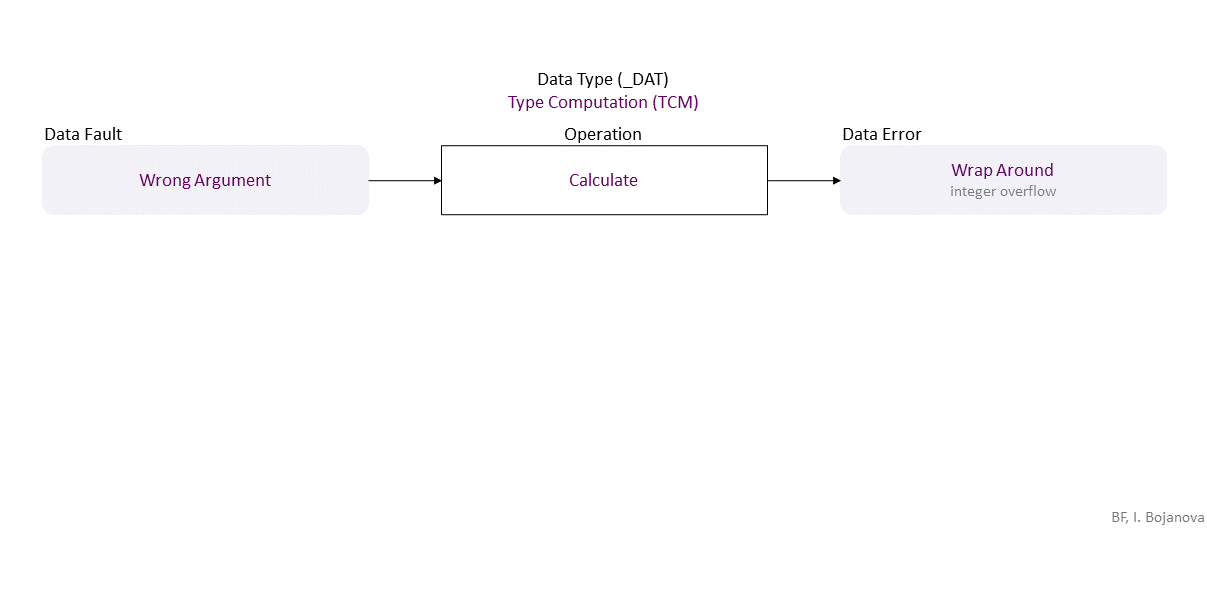 Data Type (_DAT)
Type Computation (TCM)
Data Fault
Operation
Data Error
Wrong Argument
Calculate
Wrap Around
integer overflow
BF, I. Bojanova